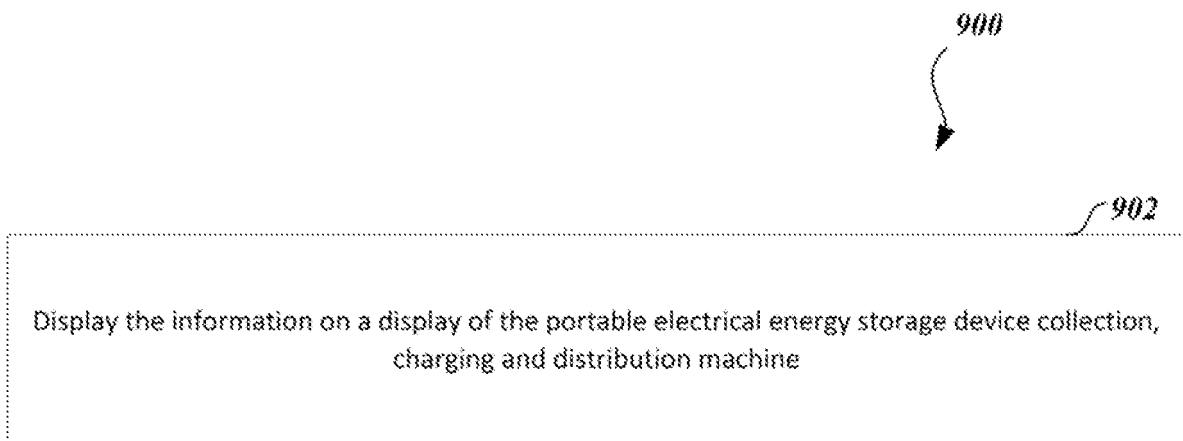 900
902
Display the information on a display of the portable electrical energy storage device collection,
charging and distribution machine